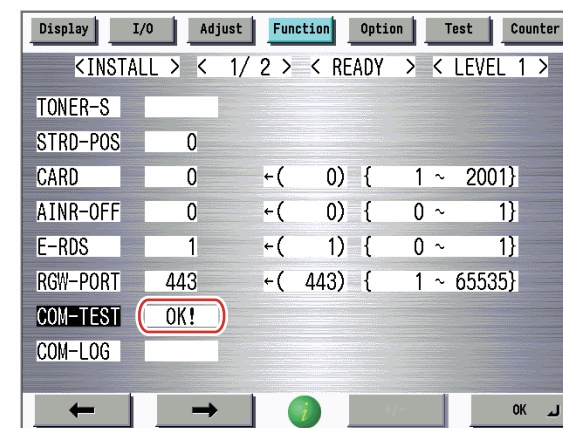 Display I/O Adjust Function Option Test Counter
<INSTALL > < 1/ 2 > < READY > < LEVEL 1 >
TONER-S
STRD-POS 0
CARD 0 ←( 0) { 1 ~ 2001}
AINR-OFF 0 ←( 0) { 0 ~ 1}
E-RDS 1 ←( 1) { 0 ~ 1}
RGW-PORT 443 ←( 443) { 1 ~ 65535}
COM-TEST OK!
COM-LOG
← → i +/- OK ↵